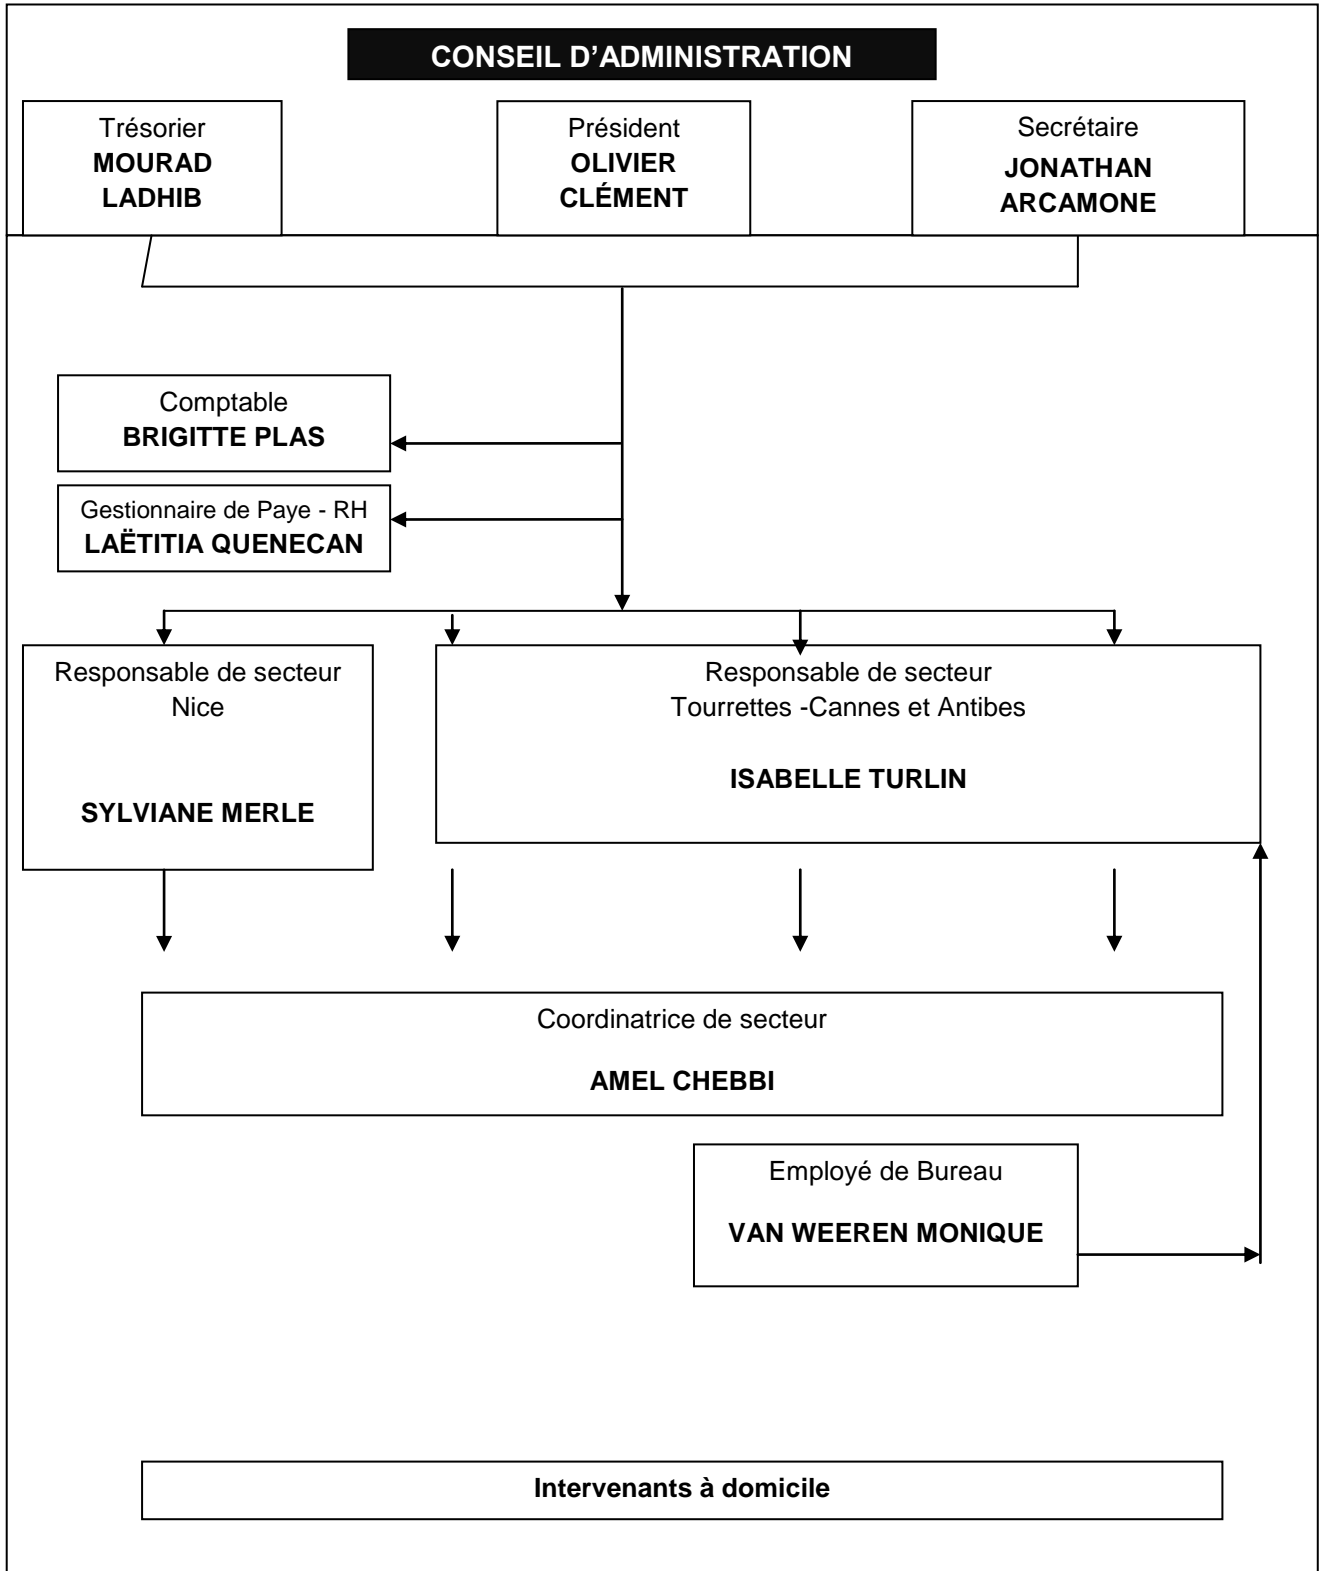 CONSEIL D’ADMINISTRATION
Trésorier
MOURAD
LADHIB
Président
OLIVIER
CLÉMENT
Secrétaire
JONATHAN
ARCAMONE
Comptable
BRIGITTE PLAS
Gestionnaire de Paye - RH
LAËTITIA QUENECAN
Responsable de secteur
Nice
SYLVIANE MERLE
Responsable de secteur
Tourrettes -Cannes et Antibes
ISABELLE TURLIN
Coordinatrice de secteur
AMEL CHEBBI
Employé de Bureau
VAN WEEREN MONIQUE
Intervenants à domicile